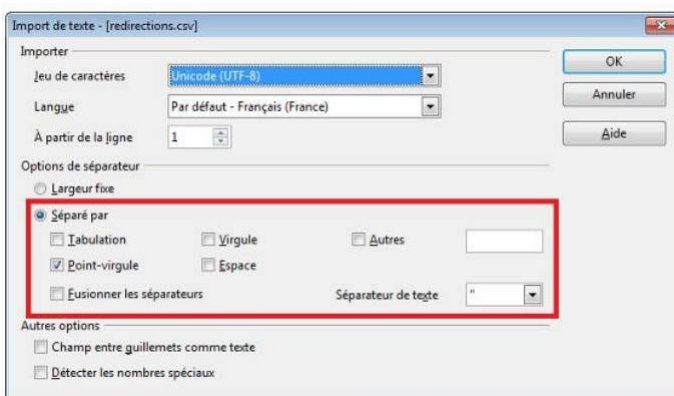 Import de texte - [redirections.csv]
Importer
Jeu de caractères Unicode (UTF-8)
OK
Langue Par défaut - Français (France)
Annuler
À partir de la ligne 1
Aide
Options de séparateur
Largeur fixe
Séparé par
Tabulation Virgule Autres
Point-virgule Espace
Fusionner les séparateurs Séparateur de texte "
Autres options
Champ entre guillemets comme texte
Détecter les nombres spéciaux